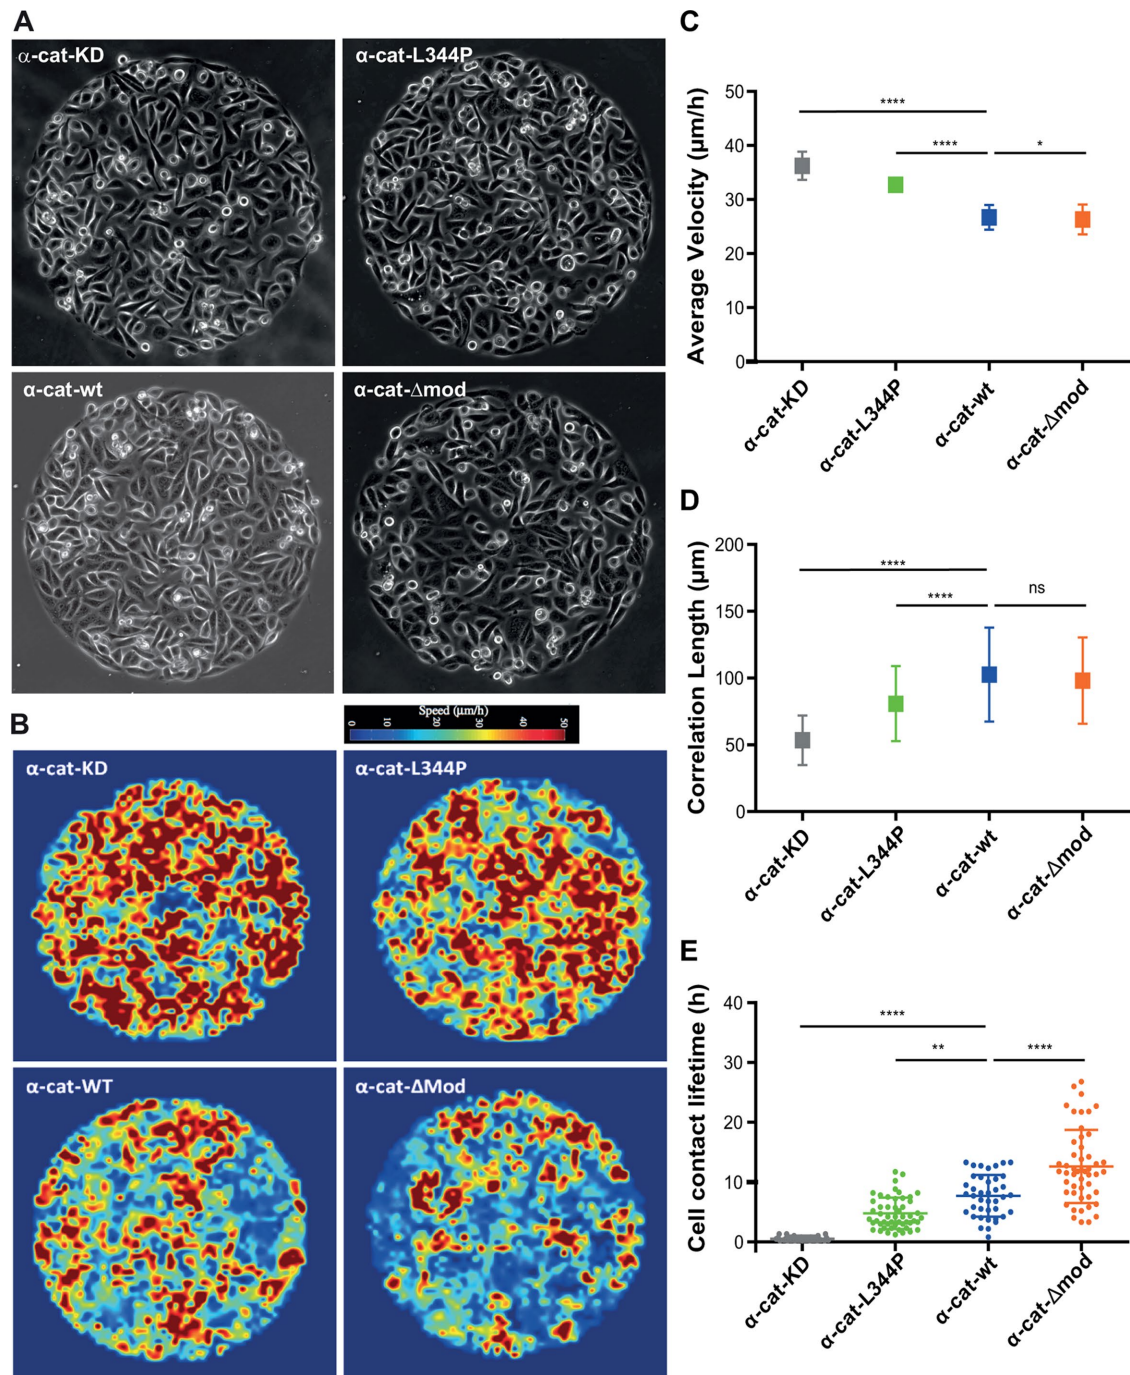 A
α-cat-KD
α-cat-L344P
α-cat-wt
α-cat-Δmod
B
Speed (μm/h)
0
10
20
30
40
50
α-cat-KD
α-cat-L344P
α-cat-WT
α-cat-ΔMod
C
Average Velocity (μm/h)
50
40
30
20
10
0
****
****
*
α-cat-KD
α-cat-L344P
α-cat-wt
α-cat-Δmod
D
Correlation Length (μm)
200
150
100
50
0
****
****
ns
α-cat-KD
α-cat-L344P
α-cat-wt
α-cat-Δmod
E
Cell contact lifetime (h)
40
30
20
10
0
****
**
****
α-cat-KD
α-cat-L344P
α-cat-wt
α-cat-Δmod